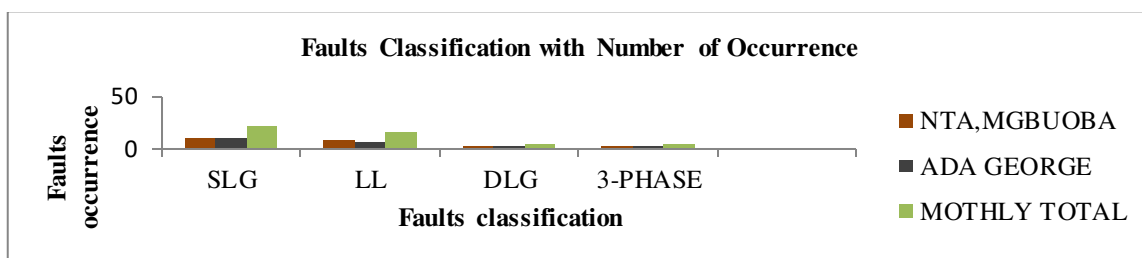 Faults Classification with Number of Occurrence
Faults
occurrence
50
0
SLG LL DLG 3-PHASE
Faults classification
NTA,MGBUOBA
ADA GEORGE
MOTHLY TOTAL